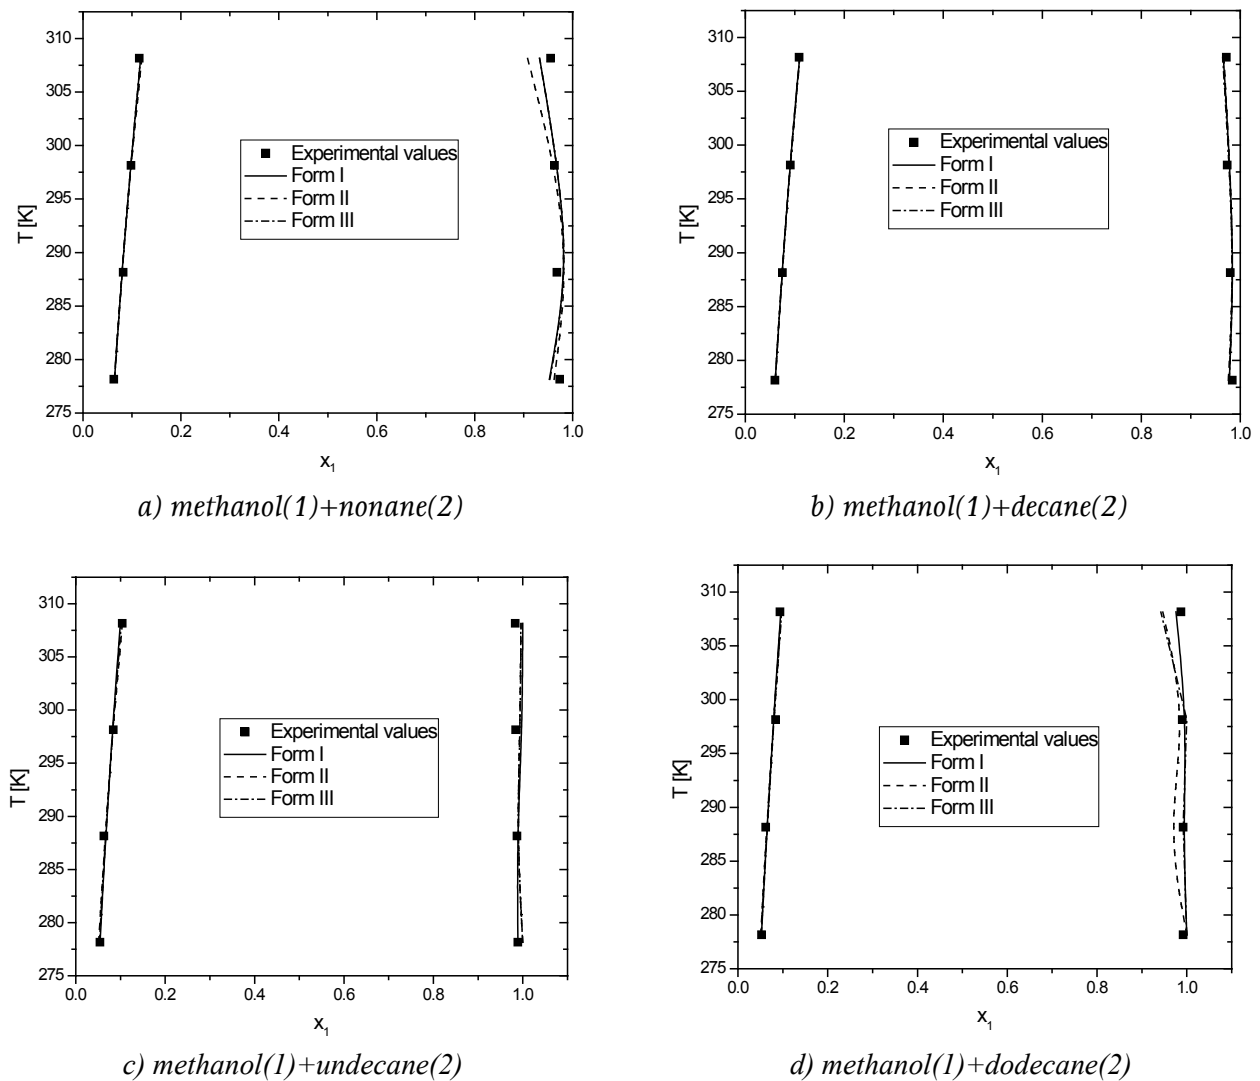 310
305
300
295
290
285
280
275
T [K]
0.0 0.2 0.4 0.6 0.8 1.0
x1
Experimental values
Form I
Form II
Form III
a) methanol(1)+nonane(2)
310
305
300
295
290
285
280
275
T [K]
0.0 0.2 0.4 0.6 0.8 1.0
x1
Experimental values
Form I
Form II
Form III
b) methanol(1)+decane(2)
310
305
300
295
290
285
280
275
T [K]
0.0 0.2 0.4 0.6 0.8 1.0
x1
Experimental values
Form I
Form II
Form III
c) methanol(1)+undecane(2)
310
305
300
295
290
285
280
275
T [K]
0.0 0.2 0.4 0.6 0.8 1.0
x1
Experimental values
Form I
Form II
Form III
d) methanol(1)+dodecane(2)